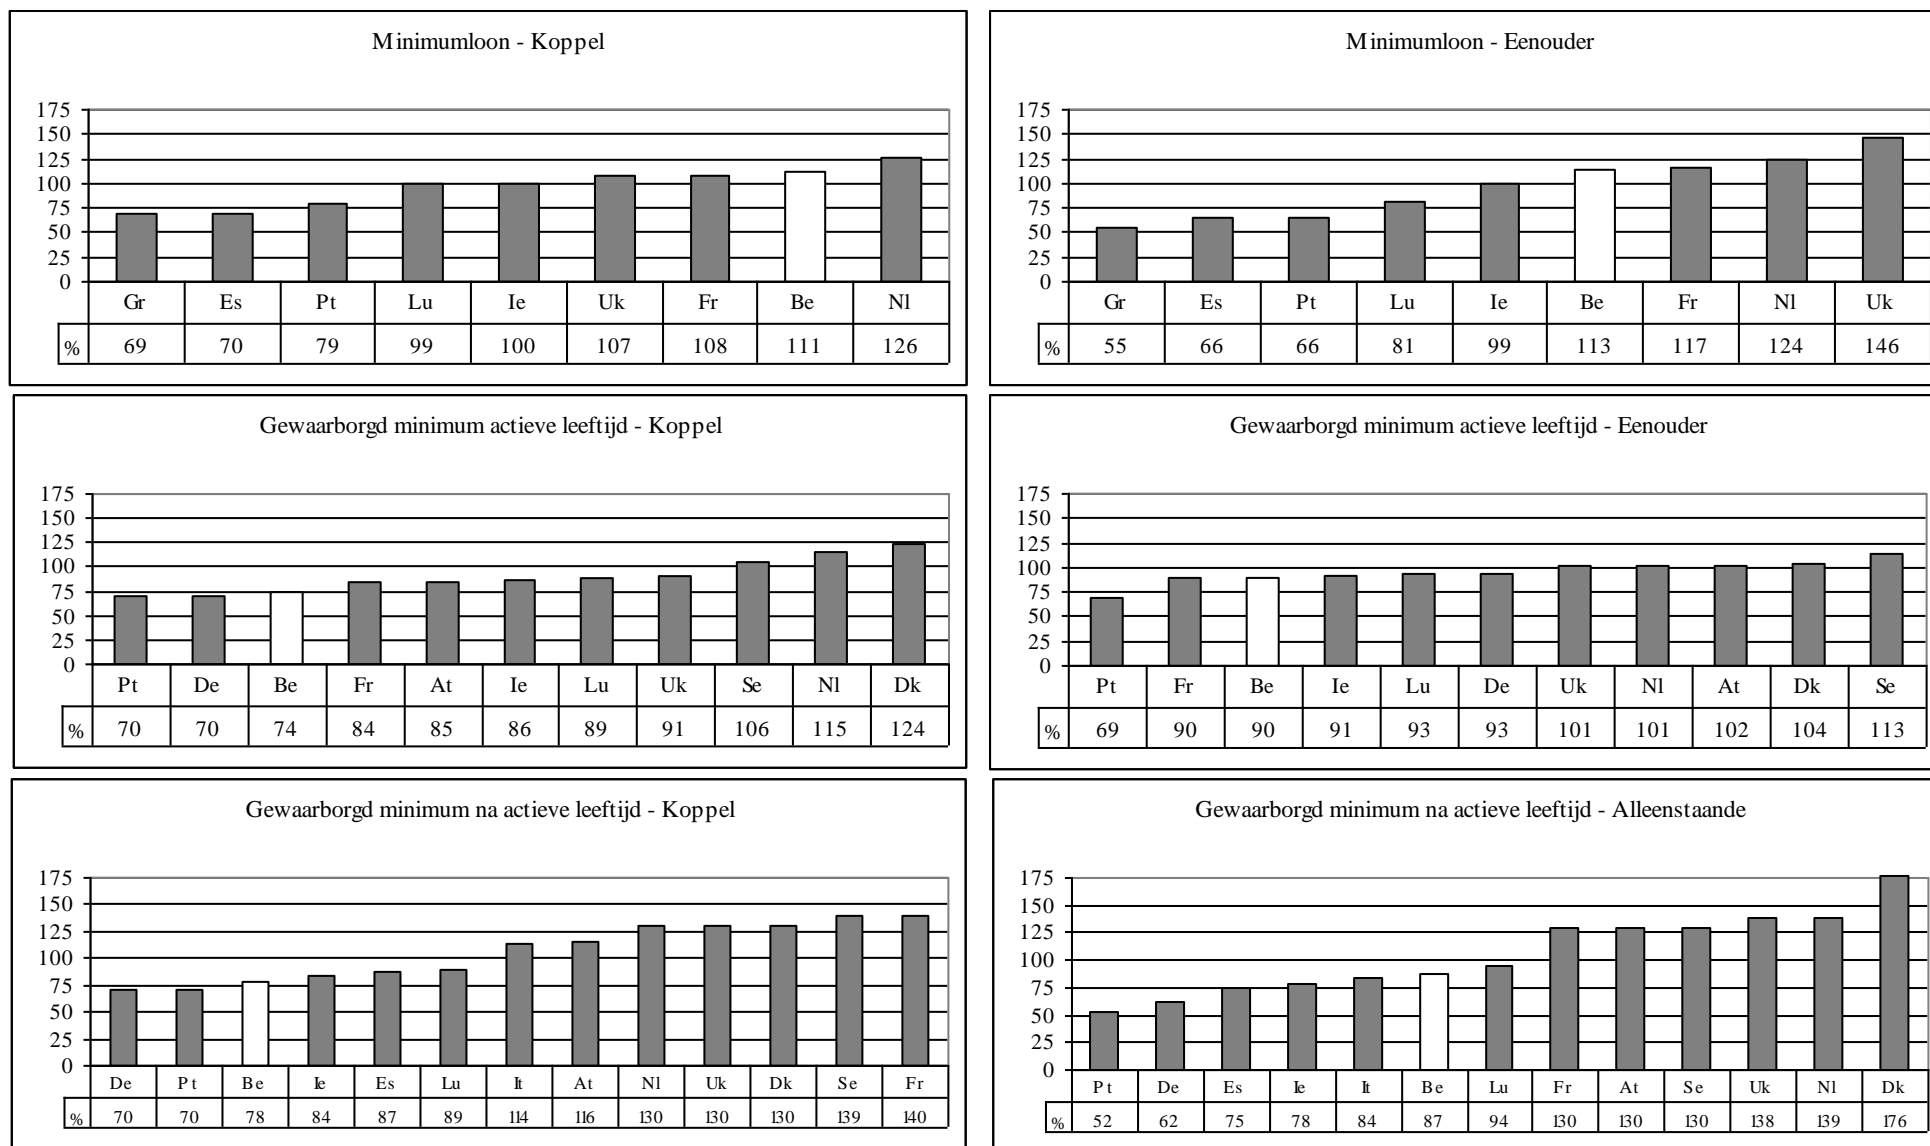 Minimumloon - Koppel
175
150
125
100
75
50
25
0
Gr Es Pt Lu Ie Uk Fr Be Nl
% 69 70 79 99 100 107 108 111 126
Minimumloon - Eenouder
175
150
125
100
75
50
25
0
Gr Es Pt Lu Ie Be Fr Nl Uk
% 55 66 66 81 99 113 117 124 146
Gewaarborgd minimum actieve leeftijd - Koppel
175
150
125
100
75
50
25
0
Pt De Be Fr At Ie Lu Uk Se Nl Dk
% 70 70 74 84 85 86 89 91 106 115 124
Gewaarborgd minimum actieve leeftijd - Eenouder
175
150
125
100
75
50
25
0
Pt Fr Be Ie Lu De Uk Nl At Dk Se
% 69 90 90 91 93 93 101 101 102 104 113
Gewaarborgd minimum na actieve leeftijd - Koppel
175
150
125
100
75
50
25
0
De Pt Be Ie Es Lu It At Nl Uk Dk Se Fr
% 70 70 78 84 87 89 114 116 130 130 130 139 140
Gewaarborgd minimum na actieve leeftijd - Alleenstaande
175
150
125
100
75
50
25
0
Pt De Es Ie It Be Lu Fr At Se Uk Nl Dk
% 52 62 75 78 84 87 94 130 130 130 138 139 176